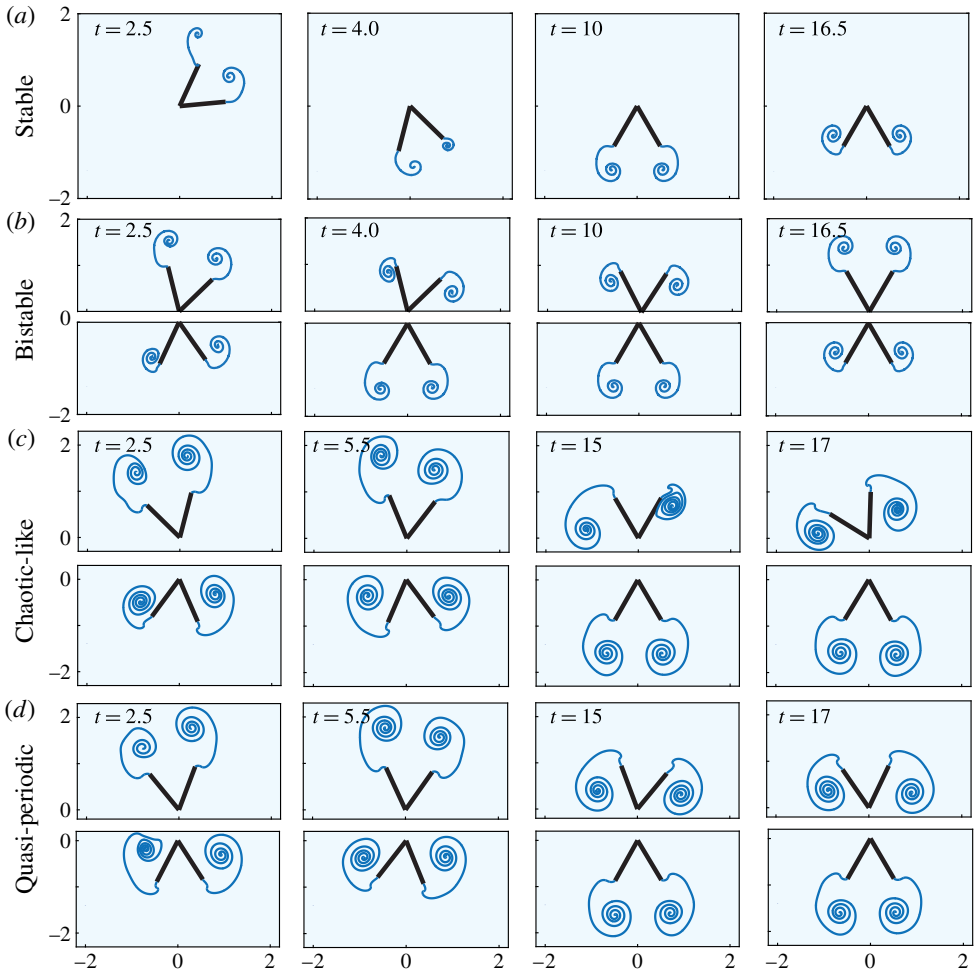 (a)
Stable
2
0
−2
t = 2.5
t = 4.0
t = 10
t = 16.5
(b)
Bistable
2
0
−2
t = 2.5
t = 4.0
t = 10
t = 16.5
(c)
Chaotic-like
2
0
0
−2
t = 2.5
t = 5.5
t = 15
t = 17
(d)
Quasi-periodic
2
0
0
−2
t = 2.5
t = 5.5
t = 15
t = 17
−2 0 2 −2 0 2 −2 0 2 −2 0 2